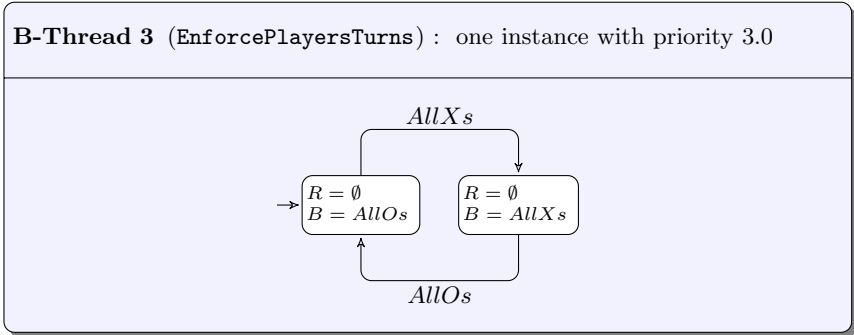 B-Thread 3 (EnforcePlayersTurns) : one instance with priority 3.0
AllXs
R = ∅
B = AllOs
R = ∅
B = AllXs
AllOs